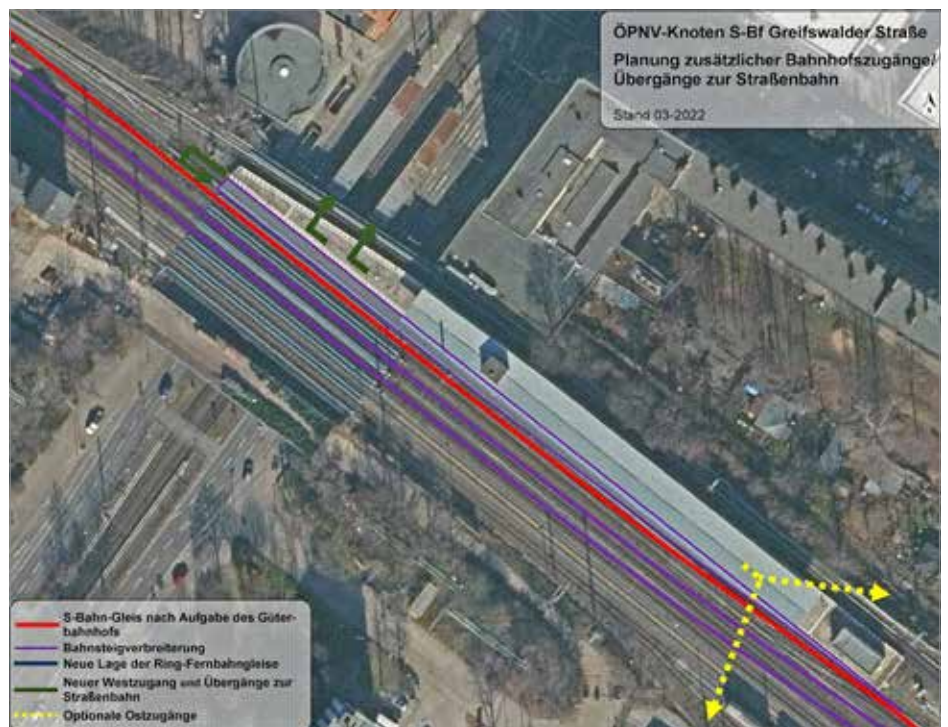 ÖPNV-Knoten S-Bf Greifswalder Straße
Planung zusätzlicher Bahnhofszugänge/
Übergänge zur Straßenbahn
Stand 03-2022
S-Bahn-Gleis nach Aufgabe des Güter-
bahnhofs
Bahnsteigverbreiterung
Neue Lage der Ring-Fernbahngleise
Neuer Westzugang und Übergänge zur
Straßenbahn
Optionale Ostzugänge